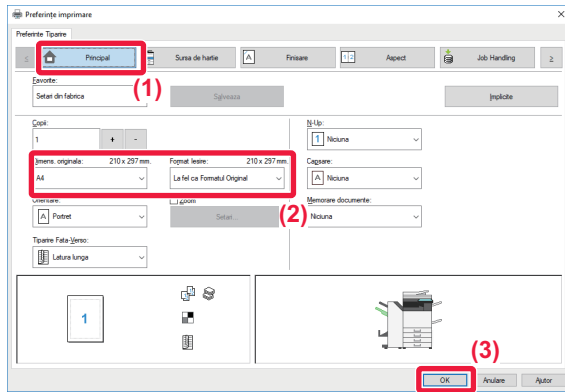 Preferințe imprimare
Preferinte Tiparire
Principal
Sursa de hartie
Finisare
Aspect
Job Handling
(1)
Favorite:
Setari din fabrica
Salveaza
Implicite
Copii:
1
+ -
N-Up:
1 Niciuna
Dimens. originala: 210 x 297 mm.
A4
Format Iesire: 210 x 297 mm.
La fel ca Formatul Original
Capsare:
A Niciuna
(2)
Orientare:
A Portret
Zoom
Setari...
Memorare documente:
Niciuna
Tiparire Fata-Verso:
Latura lunga
1
(3)
OK
Anulare
Ajutor